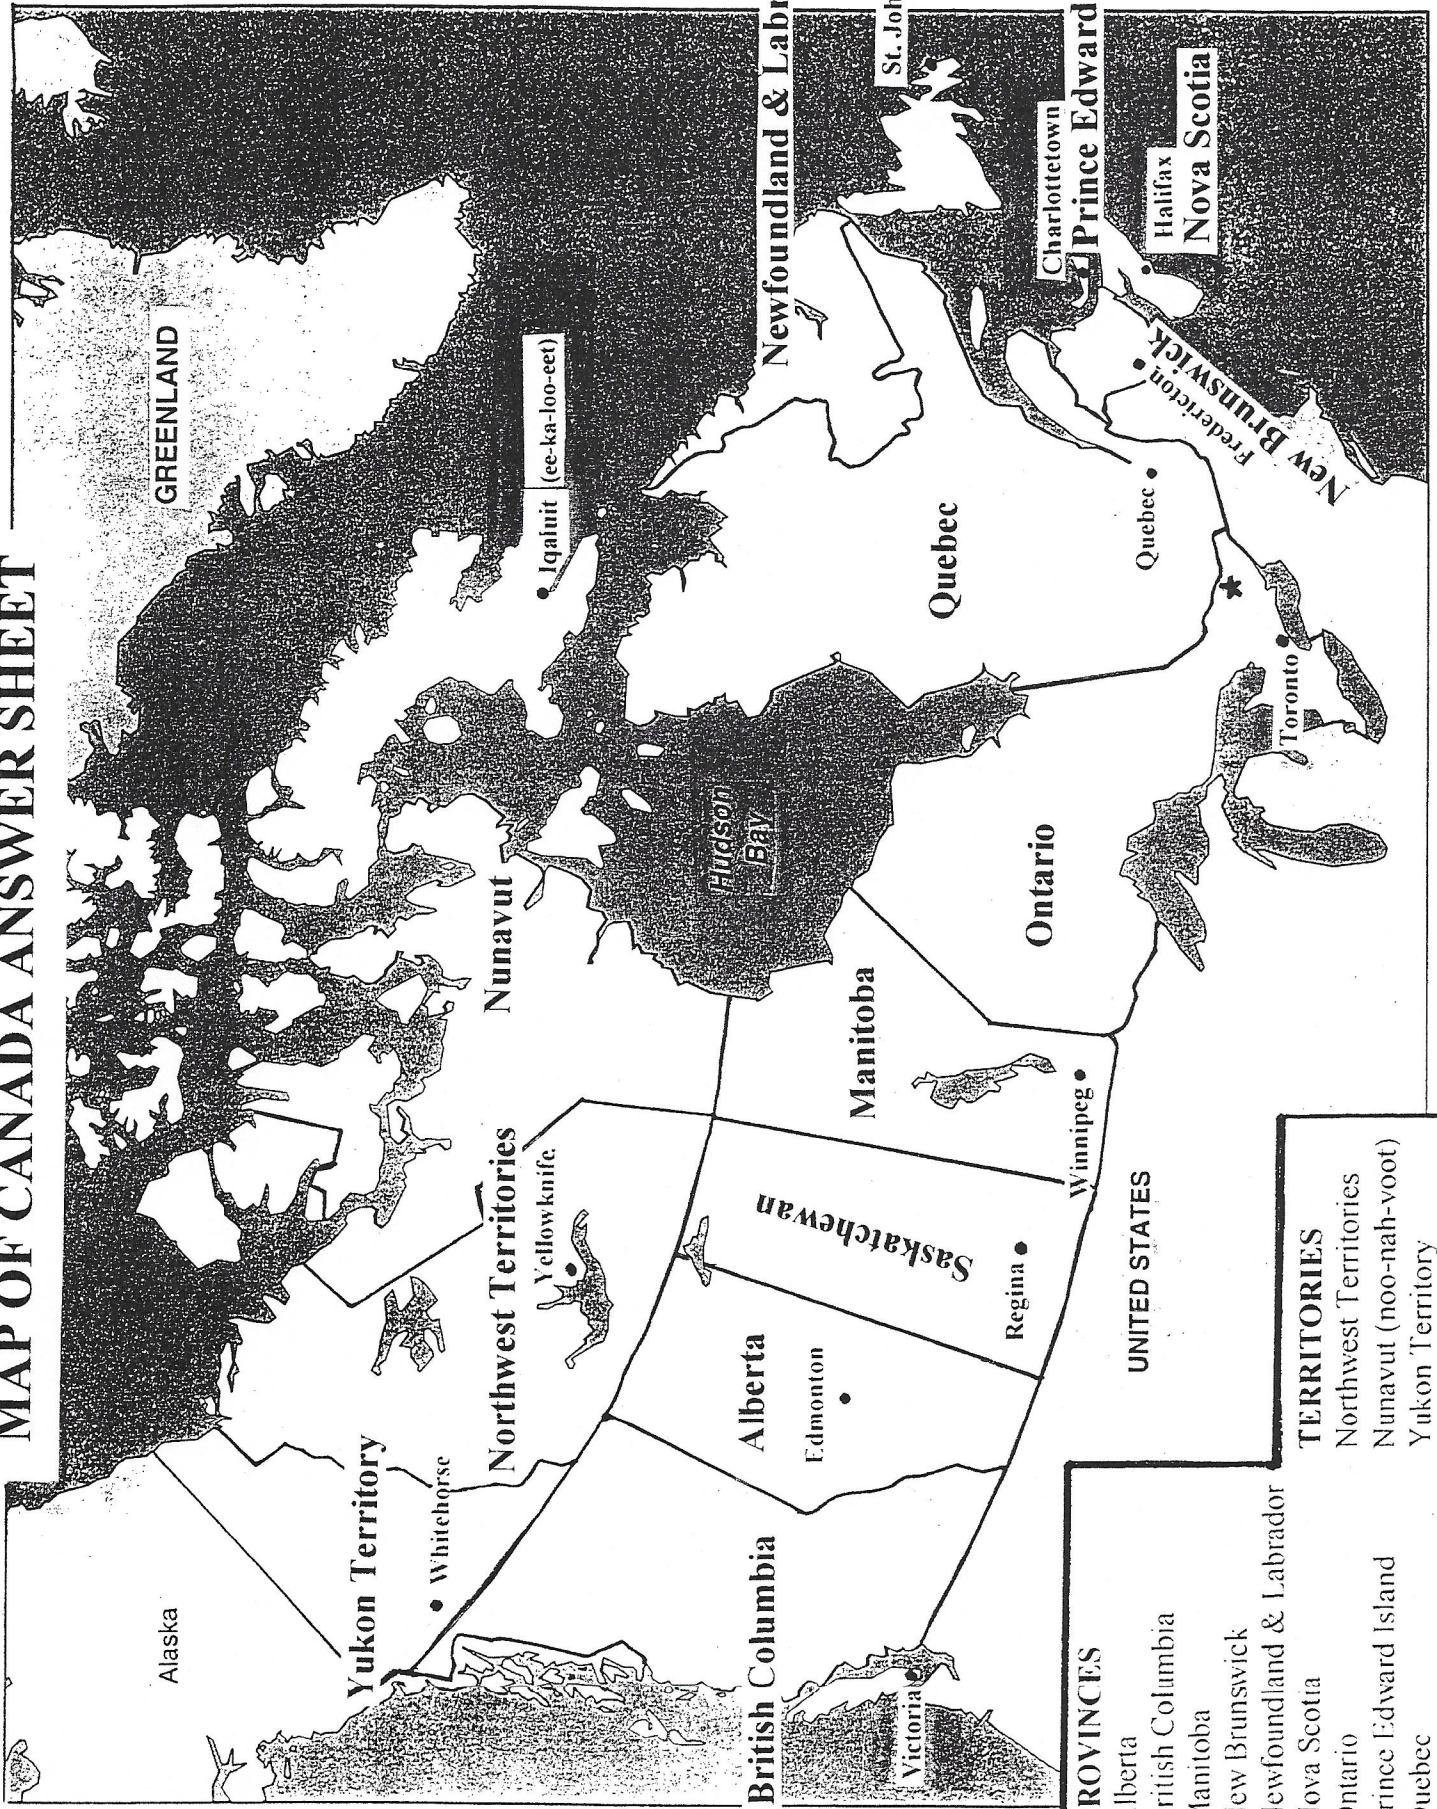 MAP OF CANADA ANSWER SHEET
GREENLAND
Alaska
Yukon Territory
Whitehorse
Northwest Territories
Yellowknife
Nunavut
Iqaluit (ee-ka-loo-eet)
Hudson
Bay
British Columbia
Victoria
Alberta
Edmonton
Saskatchewan
Regina
Manitoba
Winnipeg
Ontario
Toronto
Quebec
Quebec
Newfoundland & Labr
St. Joh
Charlottetown
Prince Edward
Halifax
Nova Scotia
Fredericton
New Brunswick
UNITED STATES
ROVINCES
lberta
ritish Columbia
anitoba
ew Brunswick
ewfoundland & Labrador
ova Scotia
ntario
rince Edward Island
uebec
TERRITORIES
Northwest Territories
Nunavut (noo-nah-voot)
Yukon Territory